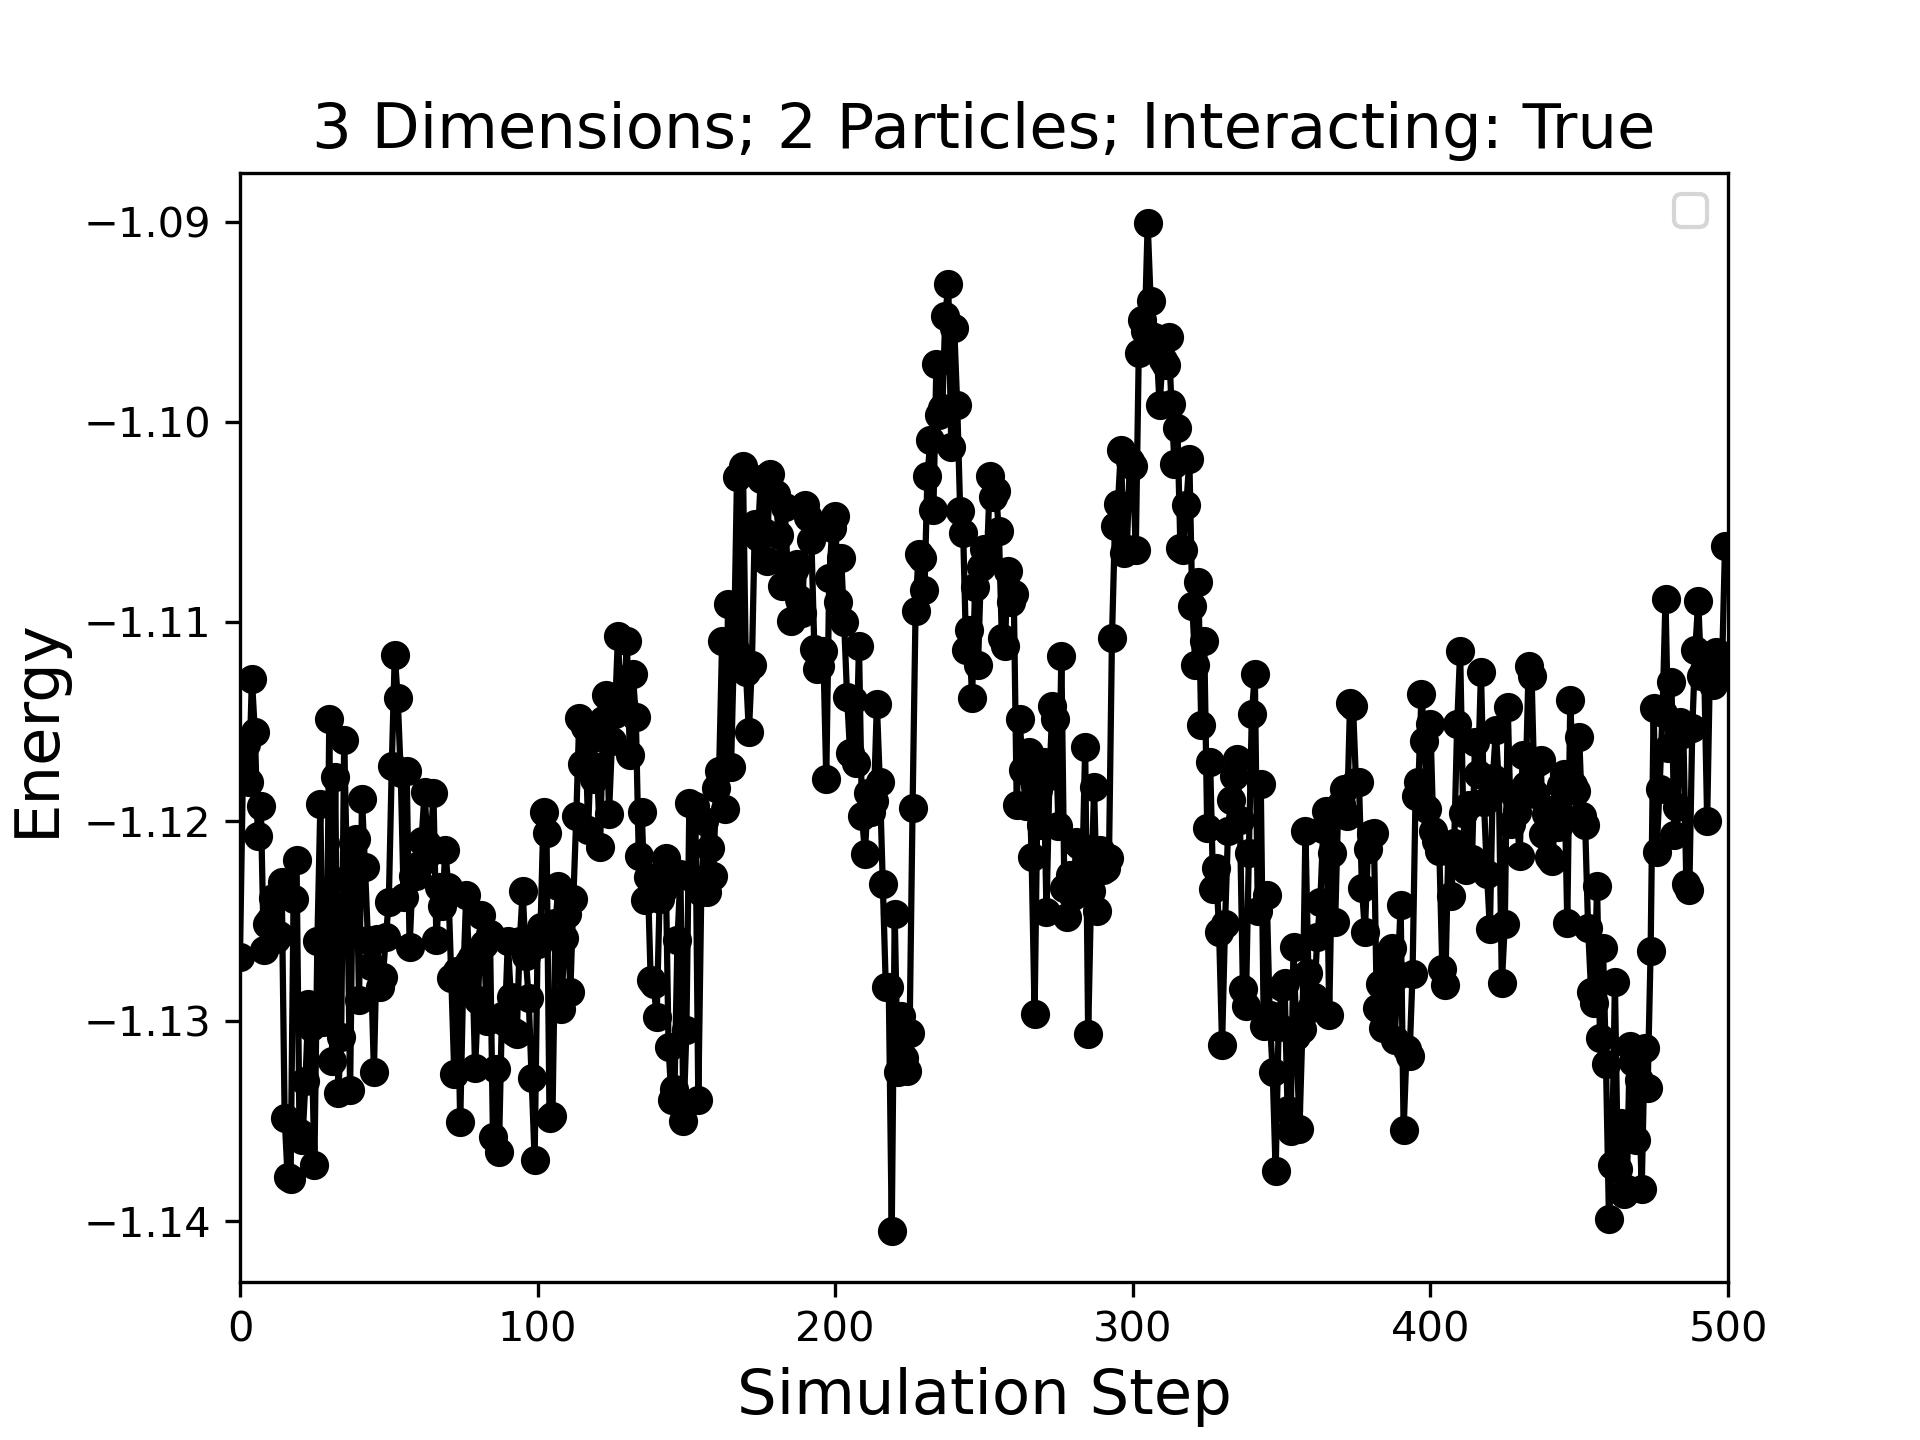 3 Dimensions; 2 Particles; Interacting: True
Energy
−1.09
−1.10
−1.11
−1.12
−1.13
−1.14
0 100 200 300 400 500
Simulation Step